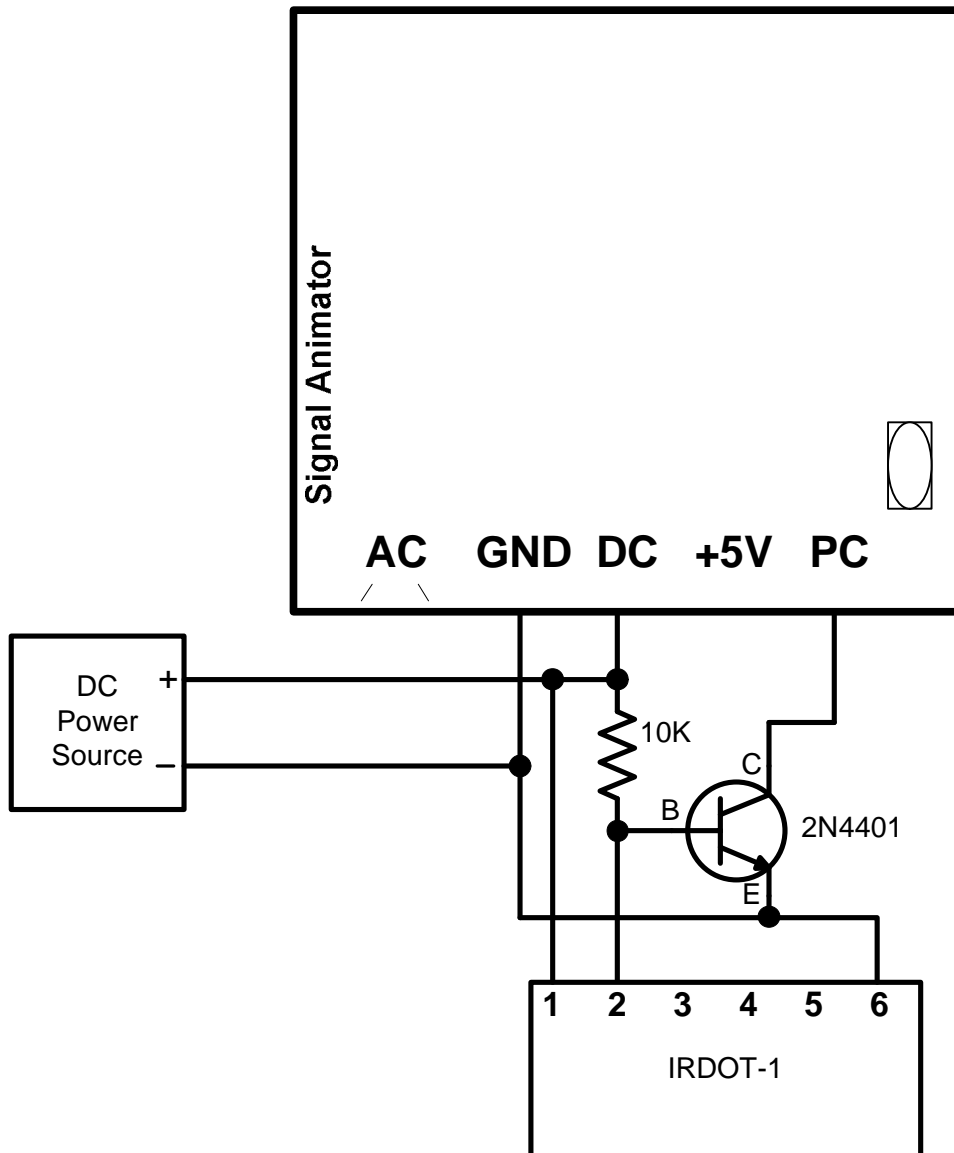 Signal Animator
AC GND DC +5V PC
DC
Power
Source
+
–
10K
C
B
2N4401
E
1 2 3 4 5 6
IRDOT-1